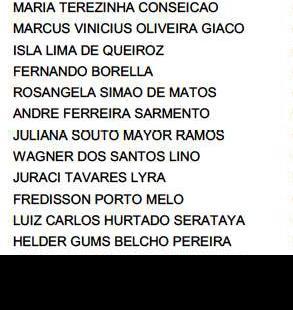 MARIA TEREZINHA CONSEICAO
MARCUS VINICIUS OLIVEIRA GIACO
ISLA LIMA DE QUEIROZ
FERNANDO BORELLA
ROSANGELA SIMAO DE MATOS
ANDRE FERREIRA SARMENTO
JULIANA SOUTO MAYOR RAMOS
WAGNER DOS SANTOS LINO
JURACI TAVARES LYRA
FREDISSON PORTO MELO
LUIZ CARLOS HURTADO SERATAYA
HELDER GUMS BELCHO PEREIRA